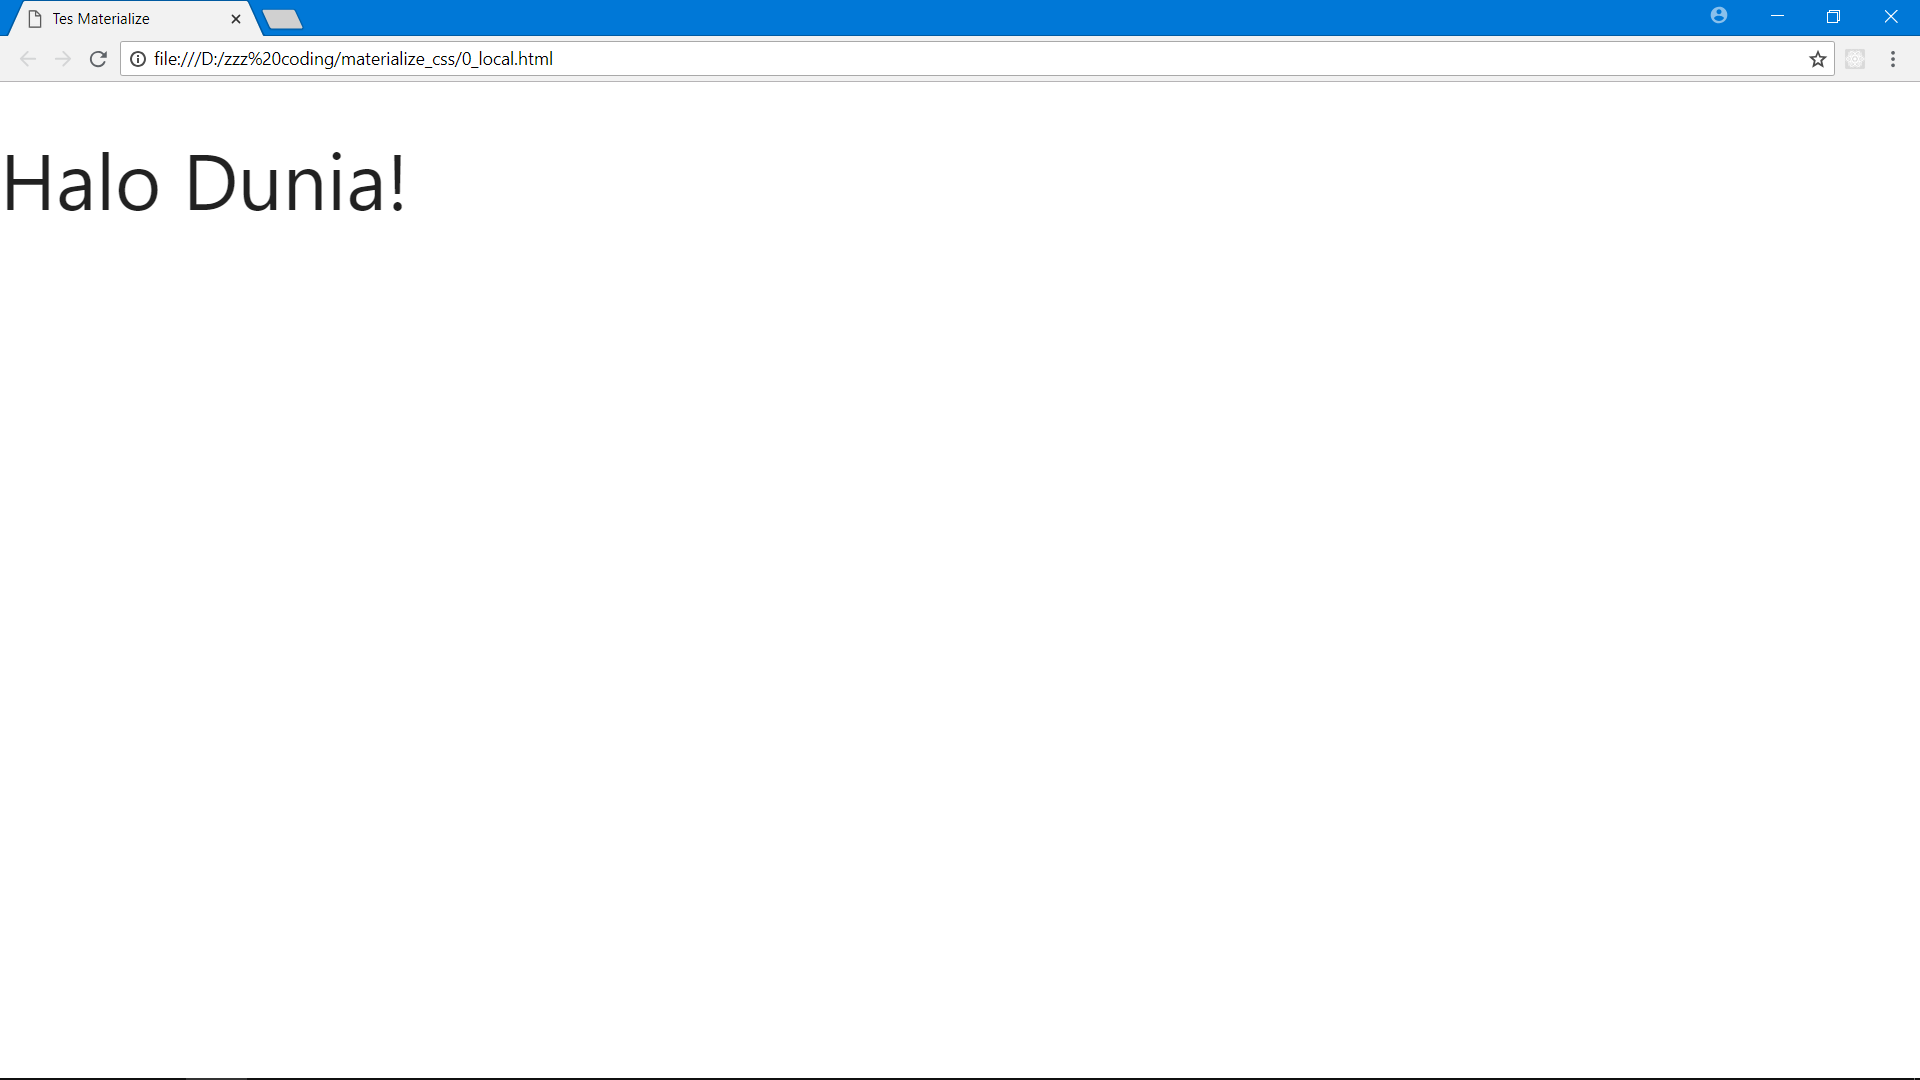 Tes Materialize
file:///D:/zzz%20coding/materialize_css/0_local.html
Halo Dunia!